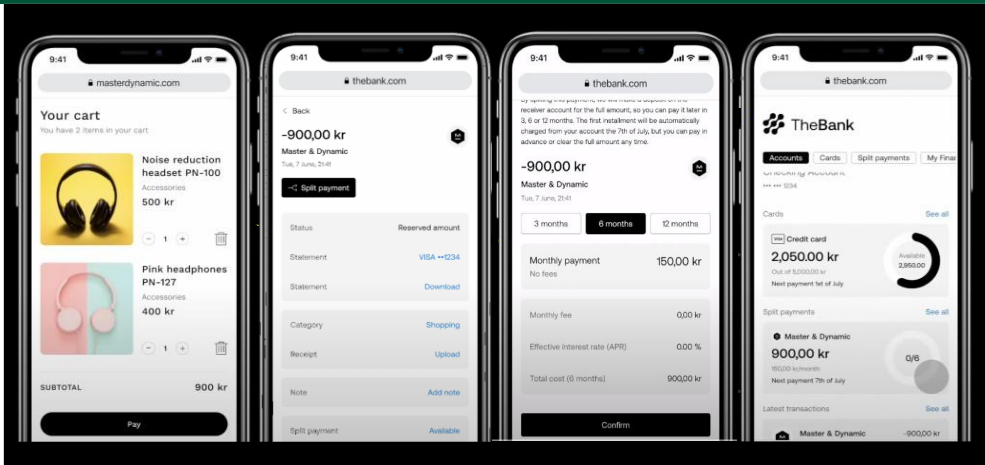 9:41
masterdynamic.com
Your cart
You have 2 items in your cart
Noise reduction
headset PN-100
Accessories
500 kr
− 1 +
Pink headphones
PN-127
Accessories
400 kr
− 1 +
SUBTOTAL 900 kr
Pay
9:41
thebank.com
< Back
-900,00 kr
Master & Dynamic
Tue, 7 June, 21:41
Split payment
Status Reserved amount
Statement VISA ••1234
Statement Download
Category Shopping
Receipt Upload
Note Add note
Split payment Available
9:41
thebank.com
receiver account for the full amount, so you can pay it later in
3, 6 or 12 months. The first installment will be automatically
charged from your account the 7th of July, but you can pay in
advance or clear the full amount any time.
-900,00 kr
Master & Dynamic
Tue, 7 June, 21:41
3 months 6 months 12 months
Monthly payment 150,00 kr
No fees
Monthly fee 0,00 kr
Effective interest rate (APR) 0.00 %
Total cost (6 months) 900,00 kr
Confirm
9:41
thebank.com
TheBank
Accounts Cards Split payments My Finan
Checking Account
••• ••• 1234
Cards See all
VISA Credit card
2,050.00 kr
Out of 5,000.00 kr
Next payment 1st of July
Available
2,950.00
Split payments See all
Master & Dynamic
900,00 kr
150,00 kr/month
Next payment 7th of July
0/6
Latest transactions See all
Master & Dynamic -900,00 kr